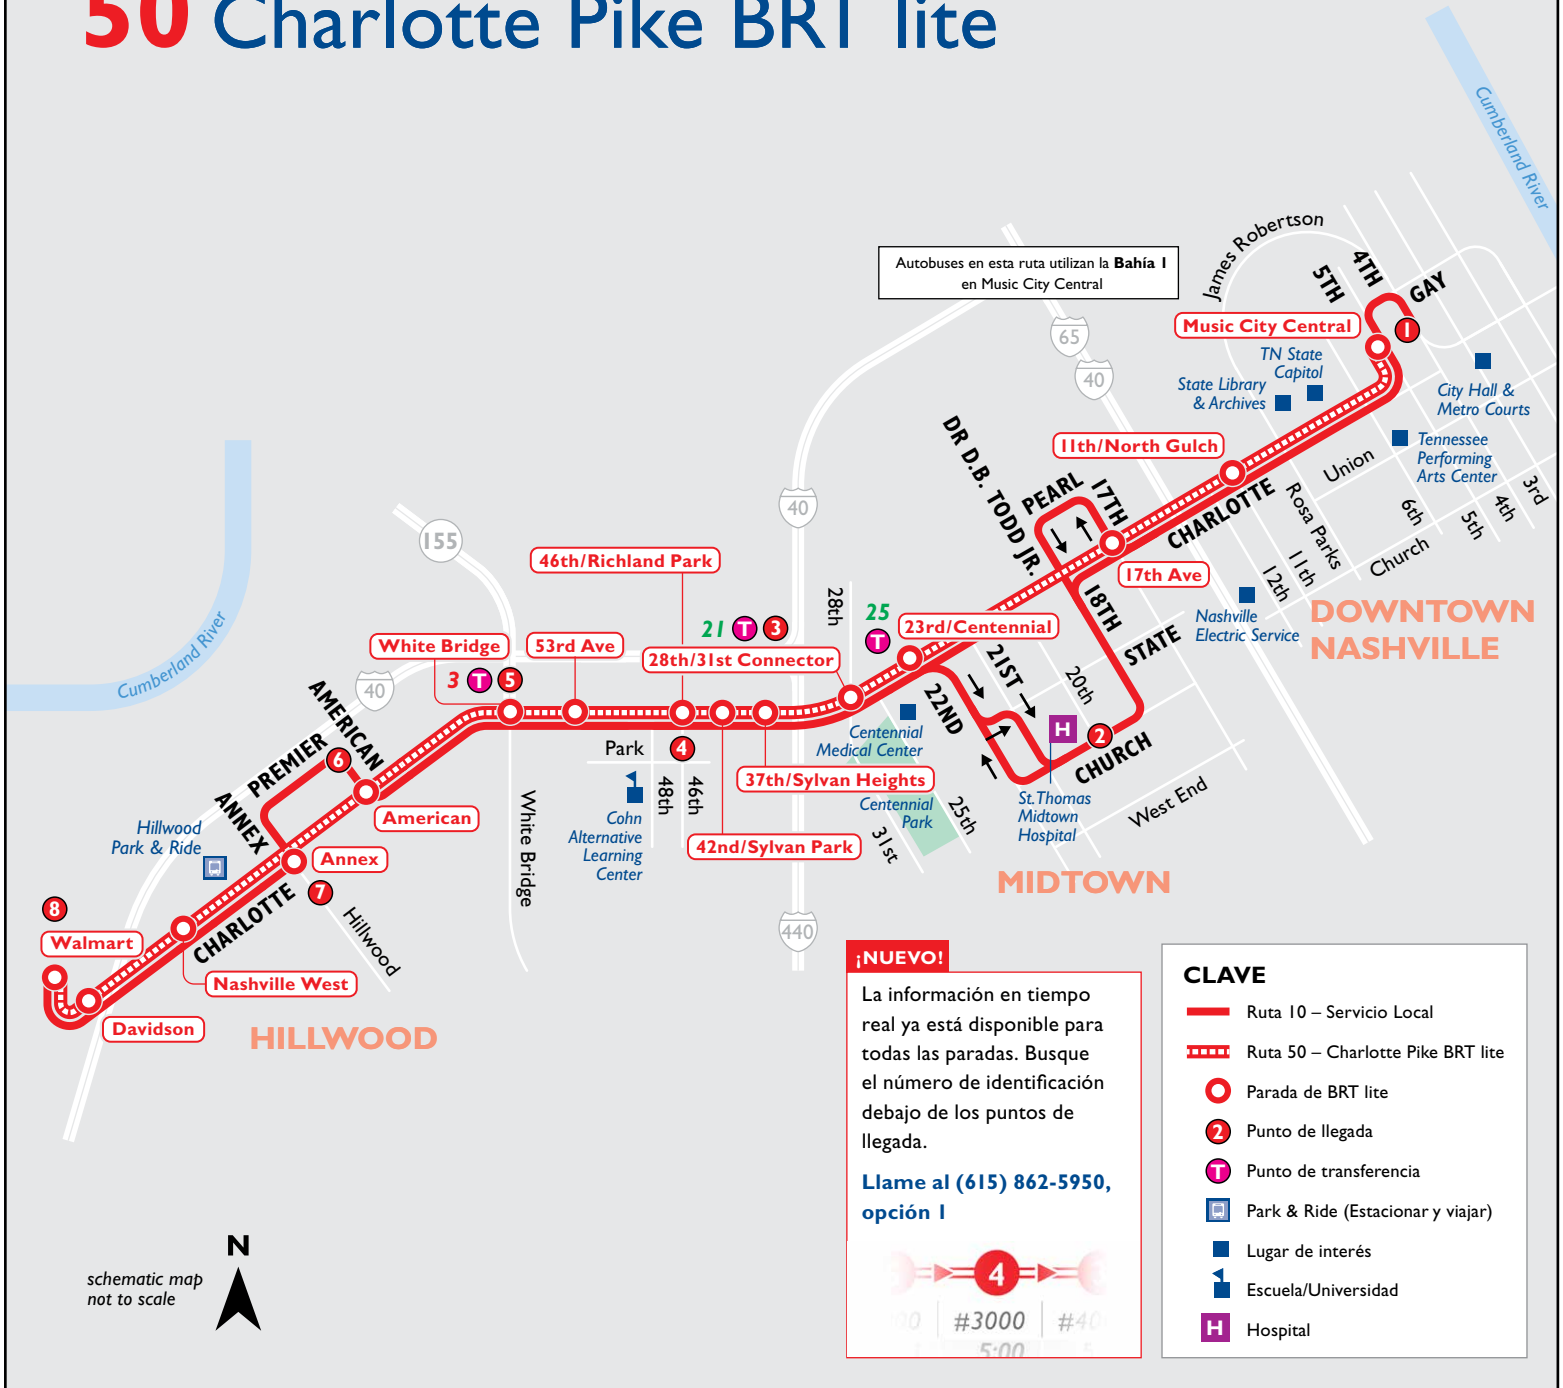 50 Charlotte Pike BRT lite
Cumberland River
James Robertson
Autobuses en esta ruta utilizan la Bahía 1
en Music City Central
5TH
4TH
GAY
65
40
Music City Central
1
TN State
Capitol
State Library
& Archives
City Hall &
Metro Courts
Tennessee
Performing
Arts Center
11th/North Gulch
Union
DR D.B. TODD JR.
PEARL
17TH
CHARLOTTE
Rosa Parks
6th
5th
4th
3rd
Church
11th
12th
40
155
46th/Richland Park
17th Ave
18TH
STATE
Nashville
Electric Service
DOWNTOWN
NASHVILLE
28th
25
T
21
T
3
23rd/Centennial
White Bridge
53rd Ave
28th/31st Connector
3
T
5
40
Cumberland River
21ST
20th
22ND
H
2
CHURCH
Centennial
Medical Center
AMERICAN
PREMIER
6
ANNEX
Park
4
48th
46th
37th/Sylvan Heights
Centennial
Park
25th
31st
St. Thomas
Midtown
Hospital
West End
American
White Bridge
Cohn
Alternative
Learning
Center
42nd/Sylvan Park
Hillwood
Park & Ride
Annex
7
MIDTOWN
8
Walmart
CHARLOTTE
Hillwood
440
Nashville West
Davidson
HILLWOOD
¡NUEVO!
La información en tiempo
real ya está disponible para
todas las paradas. Busque
el número de identificación
debajo de los puntos de
llegada.
Llame al (615) 862-5950,
opción 1
4
00
#3000
#40
5:00
CLAVE
Ruta 10 – Servicio Local
Ruta 50 – Charlotte Pike BRT lite
Parada de BRT lite
2
Punto de llegada
T
Punto de transferencia
Park & Ride (Estacionar y viajar)
Lugar de interés
Escuela/Universidad
H
Hospital
N
schematic map
not to scale